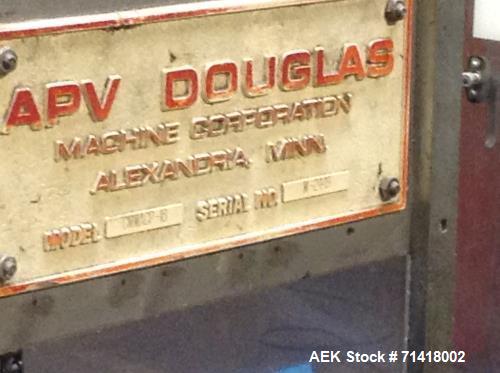 APV DOUGLAS
MACHINE CORPORATION
ALEXANDRIA, MINN.
MODEL
SERIAL NO.
AEK Stock # 71418002